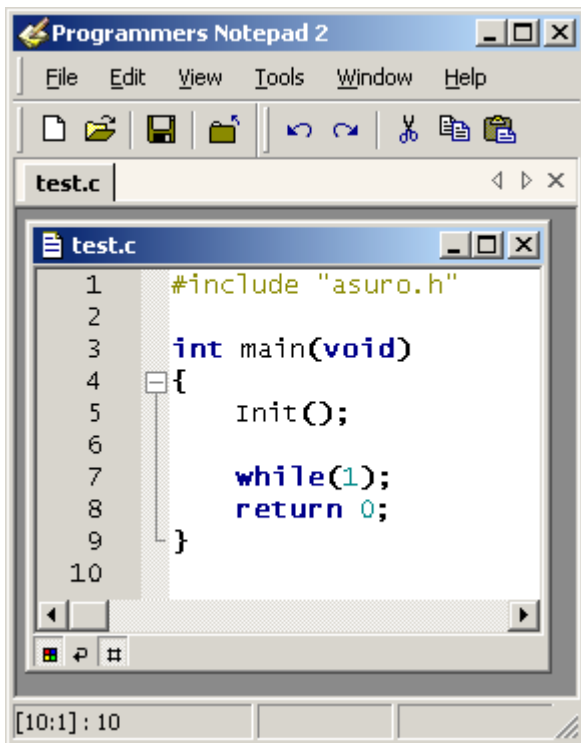 Programmers Notepad 2
File Edit View Tools Window Help
test.c
test.c
1 #include "asuro.h"
2
3 int main(void)
4 {
5 Init();
6
7 while(1);
8 return 0;
9 }
10
[10:1] : 10